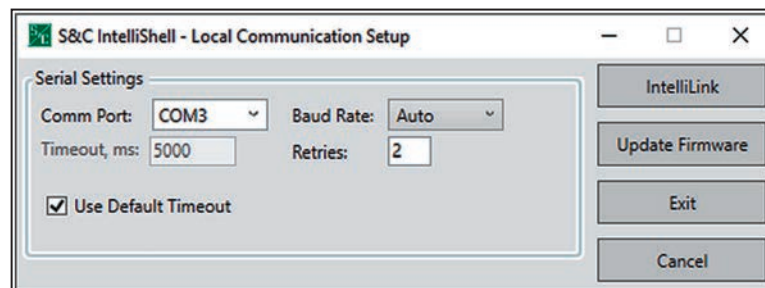 S&C IntelliShell - Local Communication Setup
Serial Settings
Comm Port: COM3 Baud Rate: Auto
Timeout, ms: 5000 Retries: 2
Use Default Timeout
IntelliLink
Update Firmware
Exit
Cancel